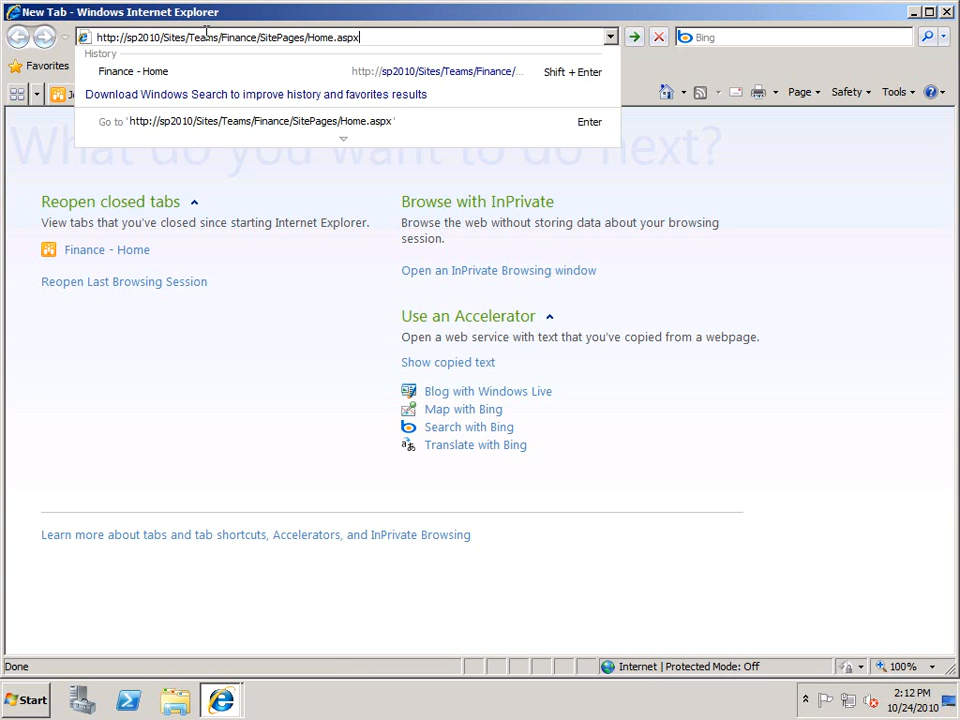 New Tab - Windows Internet Explorer
http://sp2010/Sites/Teams/Finance/SitePages/Home.aspx
Bing
History
Favorites
Finance - Home http://sp2010/Sites/Teams/Finance/... Shift + Enter
Download Windows Search to improve history and favorites results
Page Safety Tools
Go to 'http://sp2010/Sites/Teams/Finance/SitePages/Home.aspx' Enter
What do you want to do next?
Reopen closed tabs
View tabs that you've closed since starting Internet Explorer.
Finance - Home
Reopen Last Browsing Session
Browse with InPrivate
Browse the web without storing data about your browsing
session.
Open an InPrivate Browsing window
Use an Accelerator
Open a web service with text that you've copied from a webpage.
Show copied text
Blog with Windows Live
Map with Bing
Search with Bing
Translate with Bing
Learn more about tabs and tab shortcuts, Accelerators, and InPrivate Browsing
Done
Internet | Protected Mode: Off
100%
Start
2:12 PM
10/24/2010